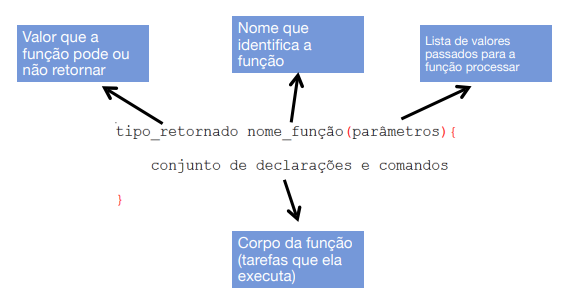 Valor que a
função pode ou
não retornar
Nome que
identifica a
função
Lista de valores
passados para a
função processar
tipo_retornado nome_função(parâmetros){
conjunto de declarações e comandos
}
Corpo da função
(tarefas que ela
executa)